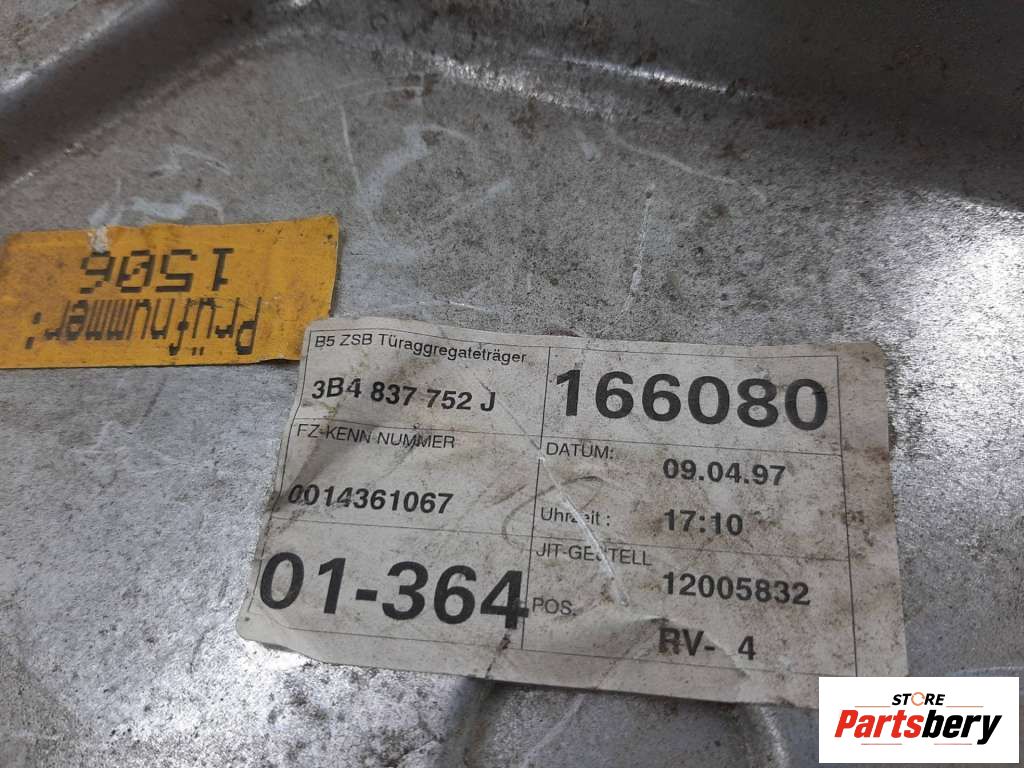 Prüfnummer:
1506
B5 ZSB Türaggregateträger
3B4 837 752 J
166080
FZ-KENN NUMMER
0014361067
DATUM: 09.04.97
Uhrzeit : 17:10
01-364
JIT-GESTELL 12005832
POS. RV- 4
STORE
Partsbery